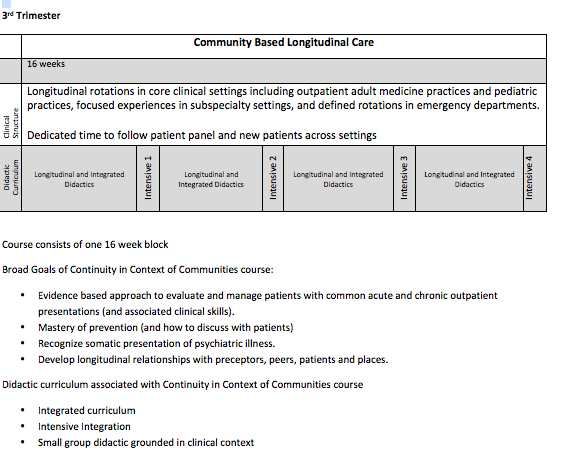 3rd Trimester
Community Based Longitudinal Care
16 weeks
Clinical
Structure
Longitudinal rotations in core clinical settings including outpatient adult medicine practices and pediatric
practices, focused experiences in subspecialty settings, and defined rotations in emergency departments.
Dedicated time to follow patient panel and new patients across settings
Didactic
Curriculum
Longitudinal and Integrated
Didactics
Intensive 1
Longitudinal and
Integrated Didactics
Intensive 2
Longitudinal and Integrated
Didactics
Intensive 3
Longitudinal and Integrated
Didactics
Intensive 4
Course consists of one 16 week block
Broad Goals of Continuity in Context of Communities course:
• Evidence based approach to evaluate and manage patients with common acute and chronic outpatient
presentations (and associated clinical skills).
• Mastery of prevention (and how to discuss with patients)
• Recognize somatic presentation of psychiatric illness.
• Develop longitudinal relationships with preceptors, peers, patients and places.
Didactic curriculum associated with Continuity in Context of Communities course
• Integrated curriculum
• Intensive Integration
• Small group didactic grounded in clinical context